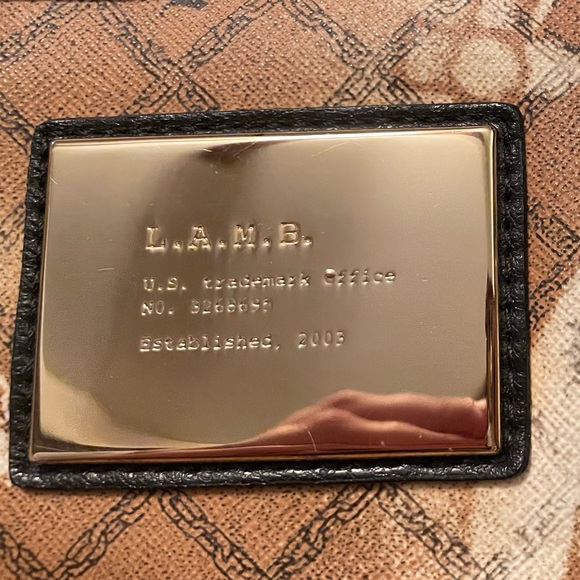 L.A.M.B.
U.S. trademark office
NO.
Established, 2003